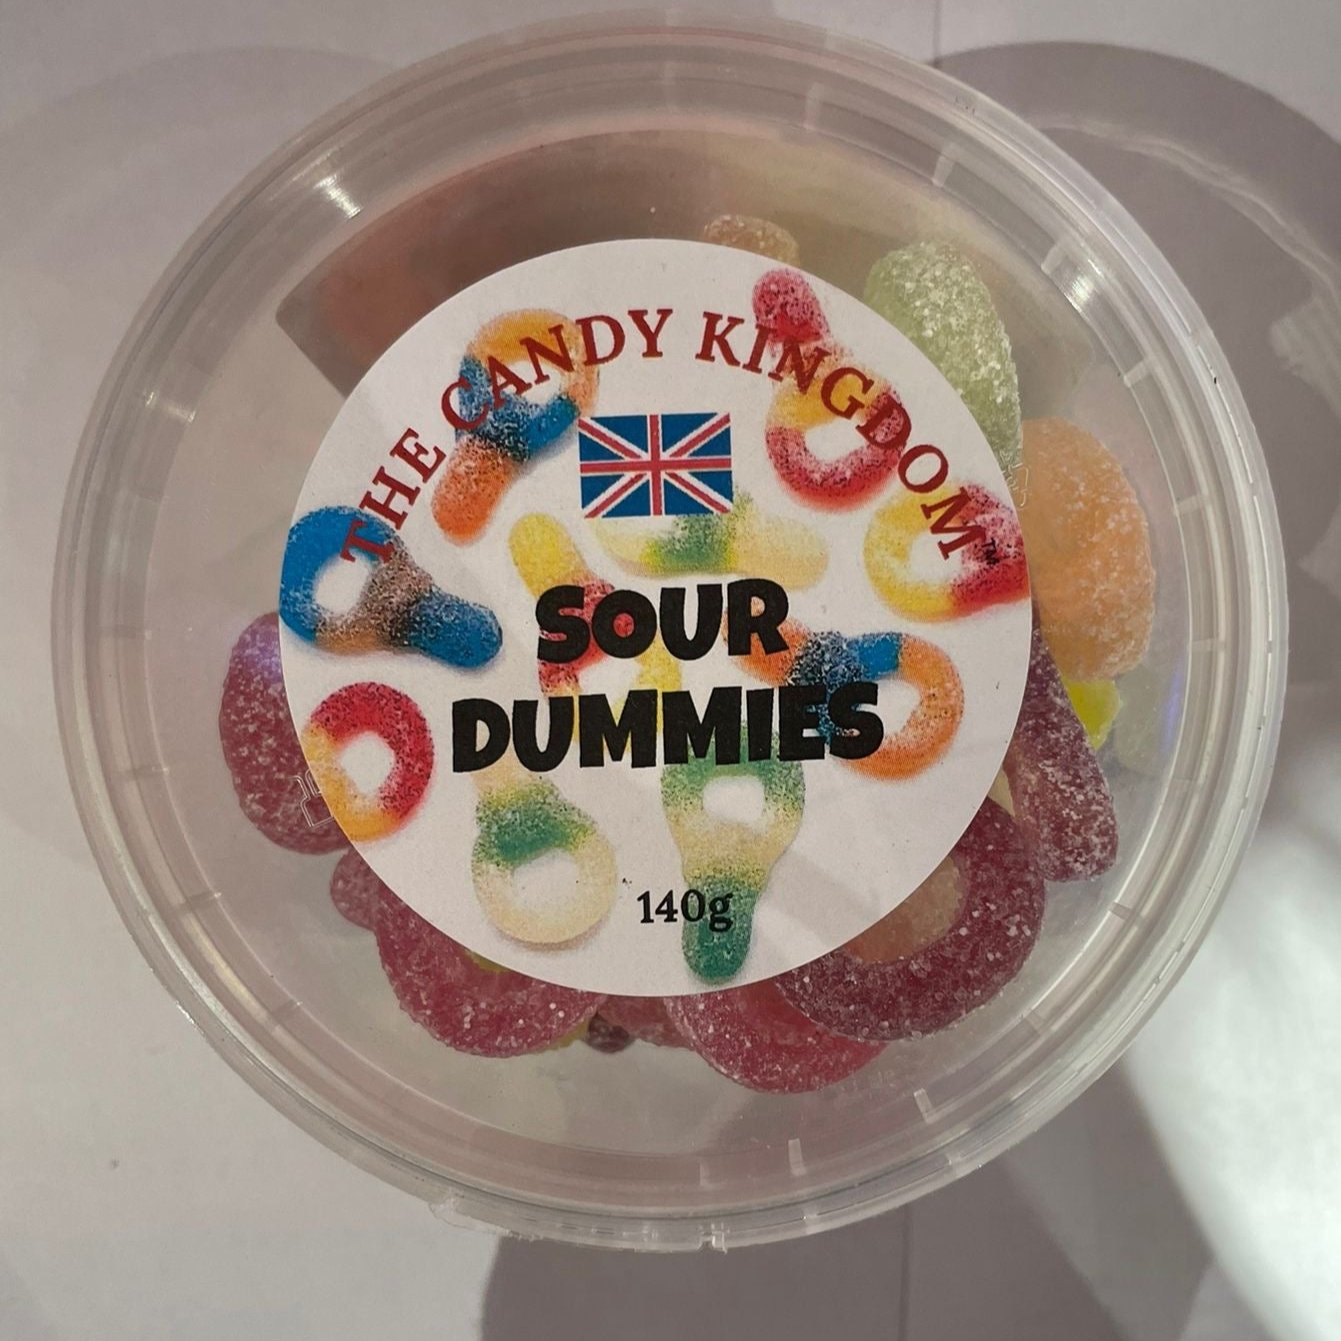 THE CANDY KINGDOM™
SOUR
DUMMIES
140g